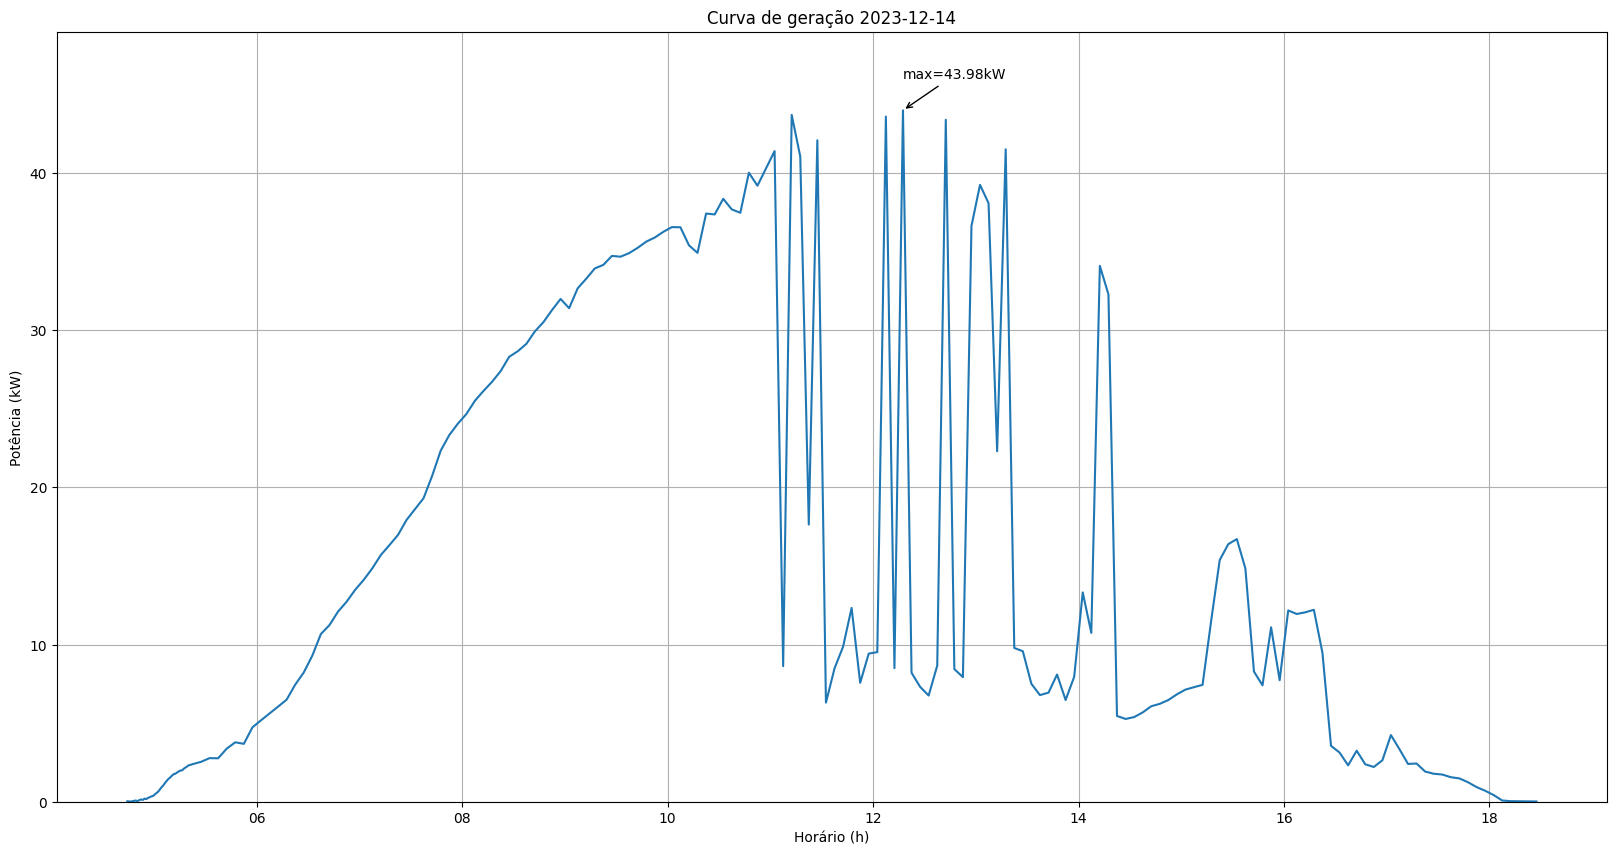 Curva de geração 2023-12-14
max=43.98kW
Potência (kW)
40
30
20
10
0
06 08 10 12 14 16 18
Horário (h)